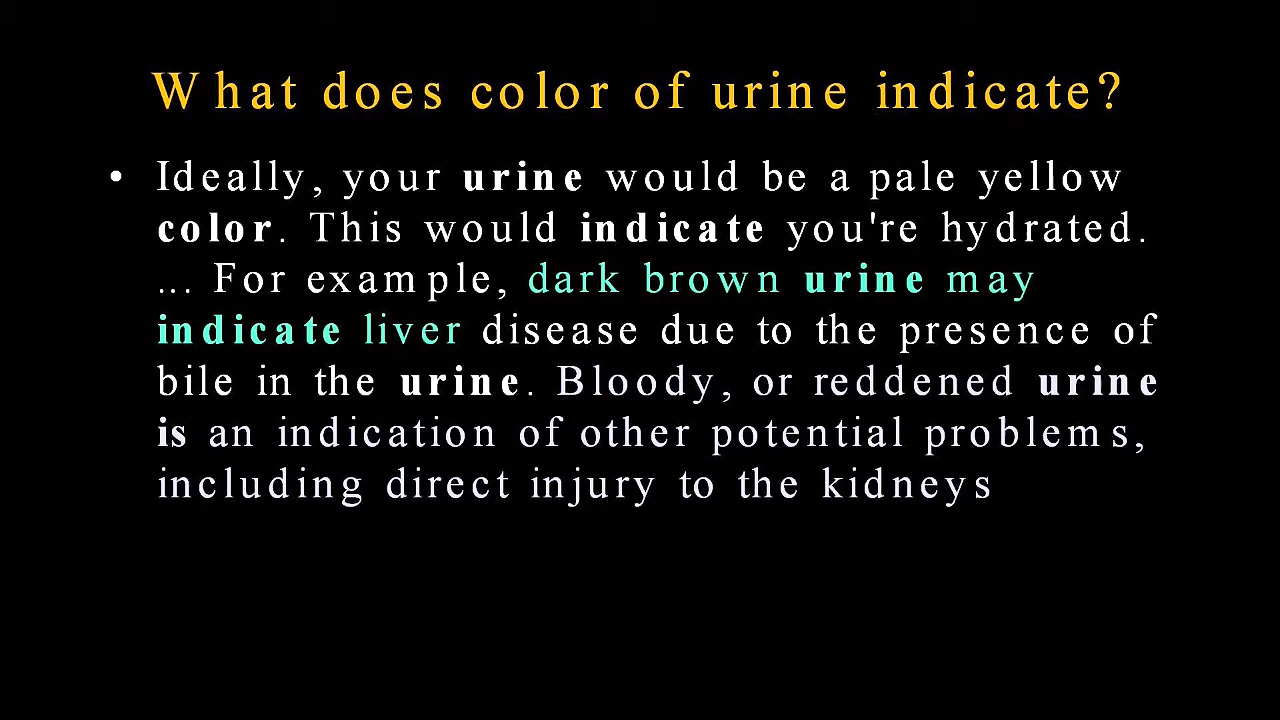 What does color of urine indicate?
• Ideally, your urine would be a pale yellow
color. This would indicate you're hydrated.
... For example, dark brown urine may
indicate liver disease due to the presence of
bile in the urine. Bloody, or reddened urine
is an indication of other potential problems,
including direct injury to the kidneys